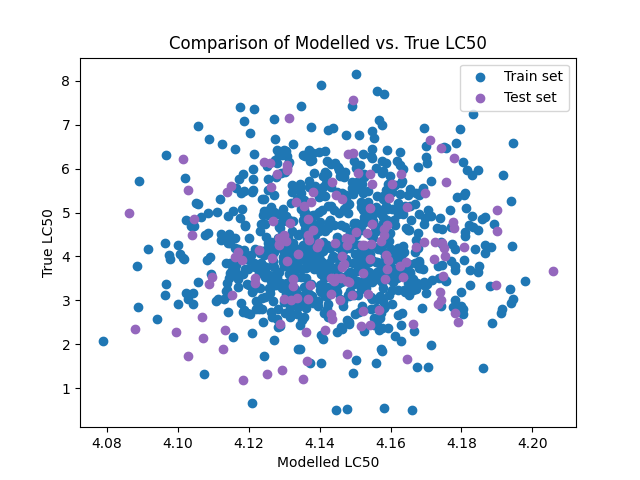 Comparison of Modelled vs. True LC50
Train set
Test set
8
7
6
5
4
3
2
1
True LC50
4.08 4.10 4.12 4.14 4.16 4.18 4.20
Modelled LC50